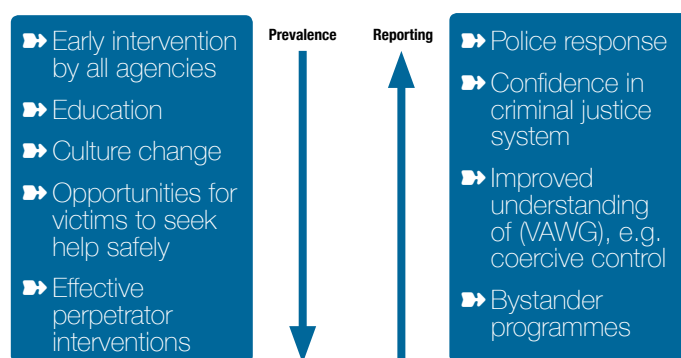 Early intervention
by all agencies
Education
Culture change
Opportunities for
victims to seek
help safely
Effective
perpetrator
interventions
Prevalence
Reporting
Police response
Confidence in
criminal justice
system
Improved
understanding
of (VAWG), e.g.
coercive control
Bystander
programmes